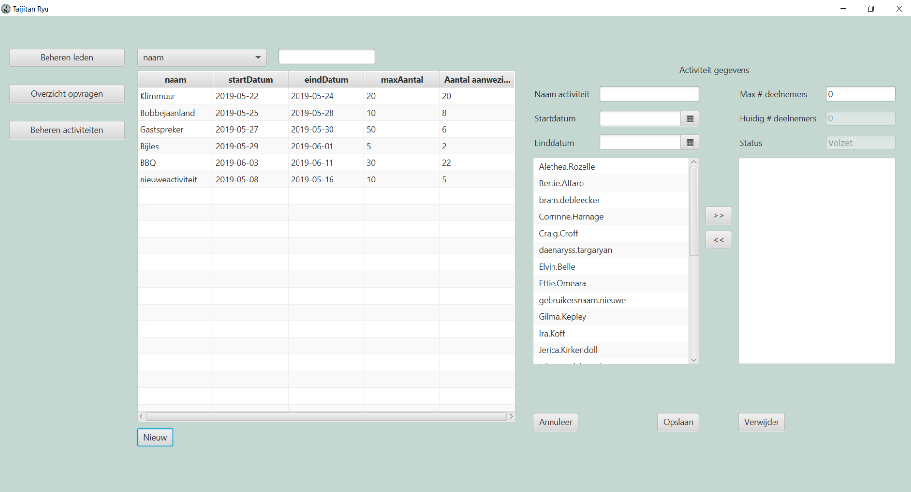 Taijitan Ryu
Beheren leden
Overzicht opvragen
Beheren activiteiten
naam
naam startDatum eindDatum maxAantal Aantal aanwezi...
Klimmuur 2019-05-22 2019-05-24 20 20
Bobbejaanland 2019-05-25 2019-05-28 10 8
Gastspreker 2019-05-27 2019-05-30 50 6
Bijles 2019-05-29 2019-06-01 5 2
BBQ 2019-06-03 2019-06-11 30 22
nieuweactiviteit 2019-05-08 2019-05-16 10 5
Nieuw
Activiteit gegevens
Naam activiteit Max # deelnemers 0
Startdatum Huidig # deelnemers 0
Einddatum Status Volzet
Alethea.Rozelle
Bertie.Alfaro
bram.debleecker
Corrinne.Harnage
Craig.Croff
daenaryss.targaryan
Elvin.Belle
Ettie.Omeara
gebruikersnaam.nieuwe
Gilma.Kepley
Ira.Koff
Jerica.Kirkendoll
>>
<<
Annuleer Opslaan Verwijder